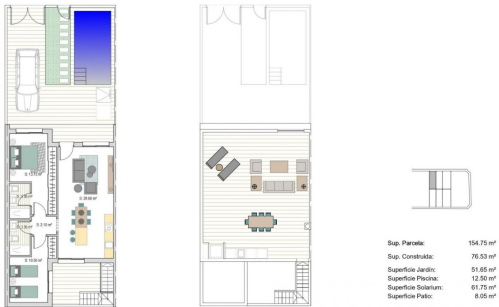 Sup. Parcela: 154.75 m²
Sup. Construida: 76.53 m²
Superficie Jardin: 51.65 m²
Superficie Piscina: 12.50 m²
Superficie Solarium: 61.75 m²
Superficie Patio: 8.05 m²